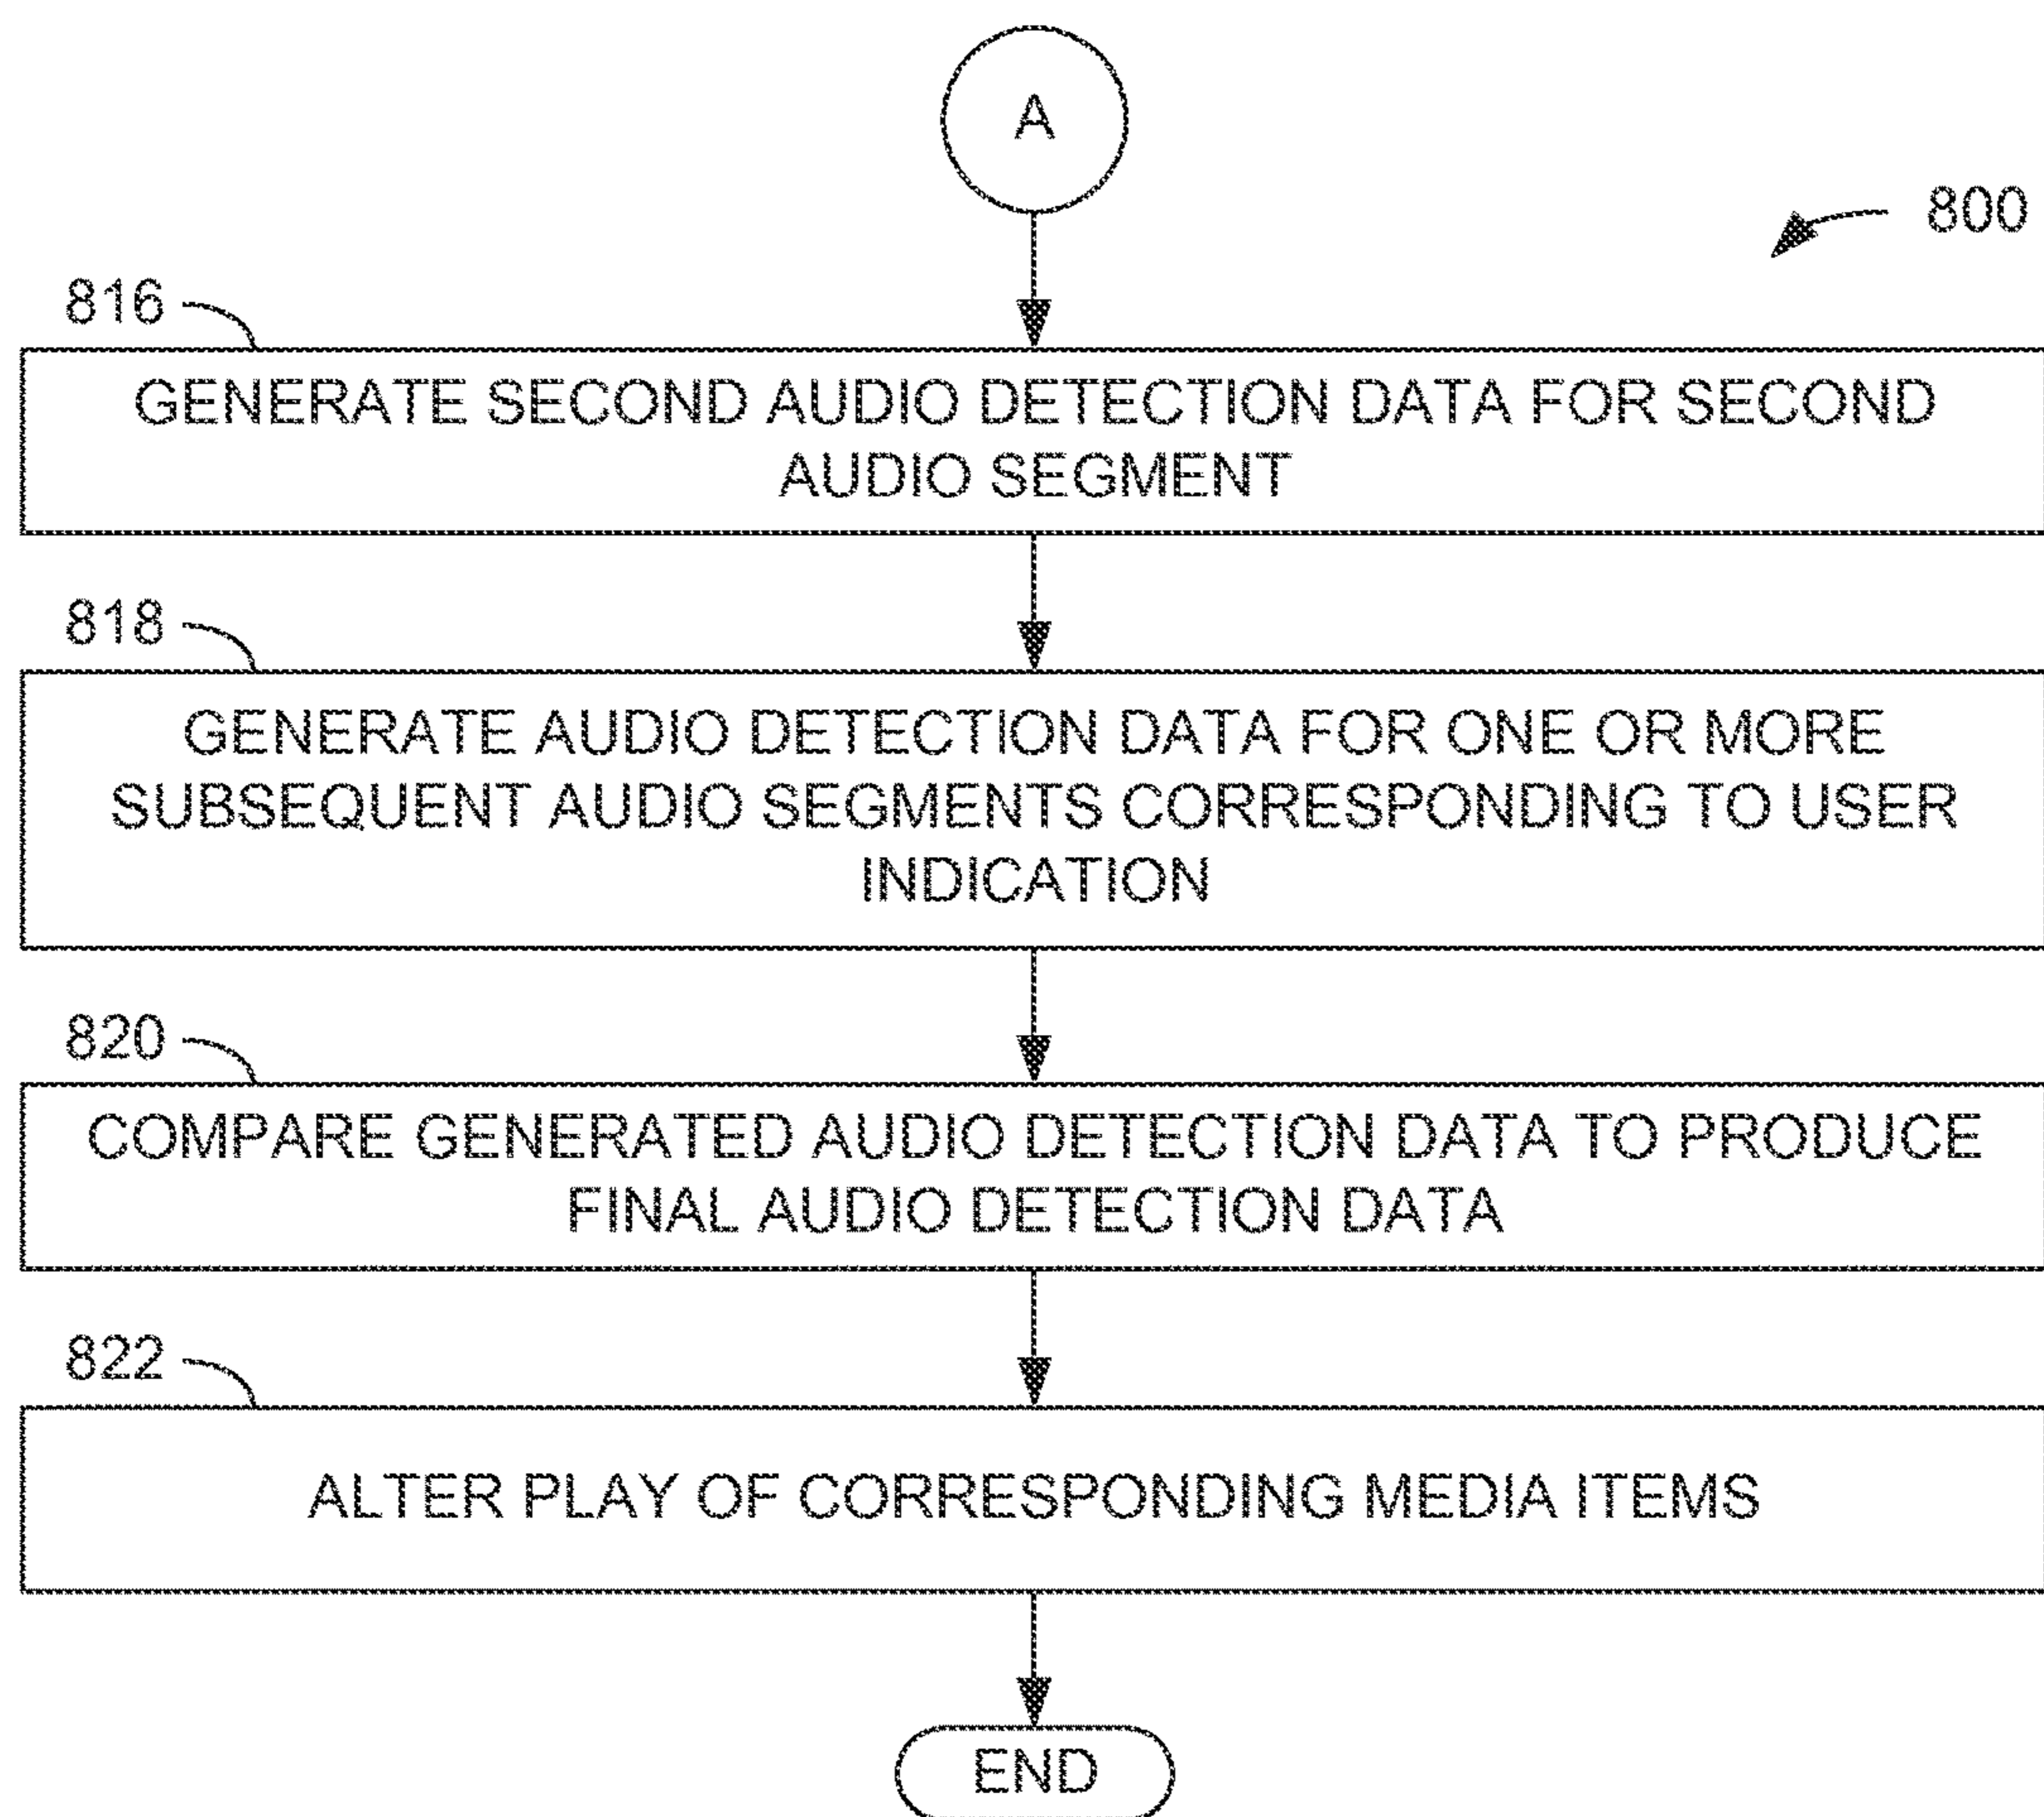 A
800
816
GENERATE SECOND AUDIO DETECTION DATA FOR SECOND
AUDIO SEGMENT
818
GENERATE AUDIO DETECTION DATA FOR ONE OR MORE
SUBSEQUENT AUDIO SEGMENTS CORRESPONDING TO USER
INDICATION
820
COMPARE GENERATED AUDIO DETECTION DATA TO PRODUCE
FINAL AUDIO DETECTION DATA
822
ALTER PLAY OF CORRESPONDING MEDIA ITEMS
END